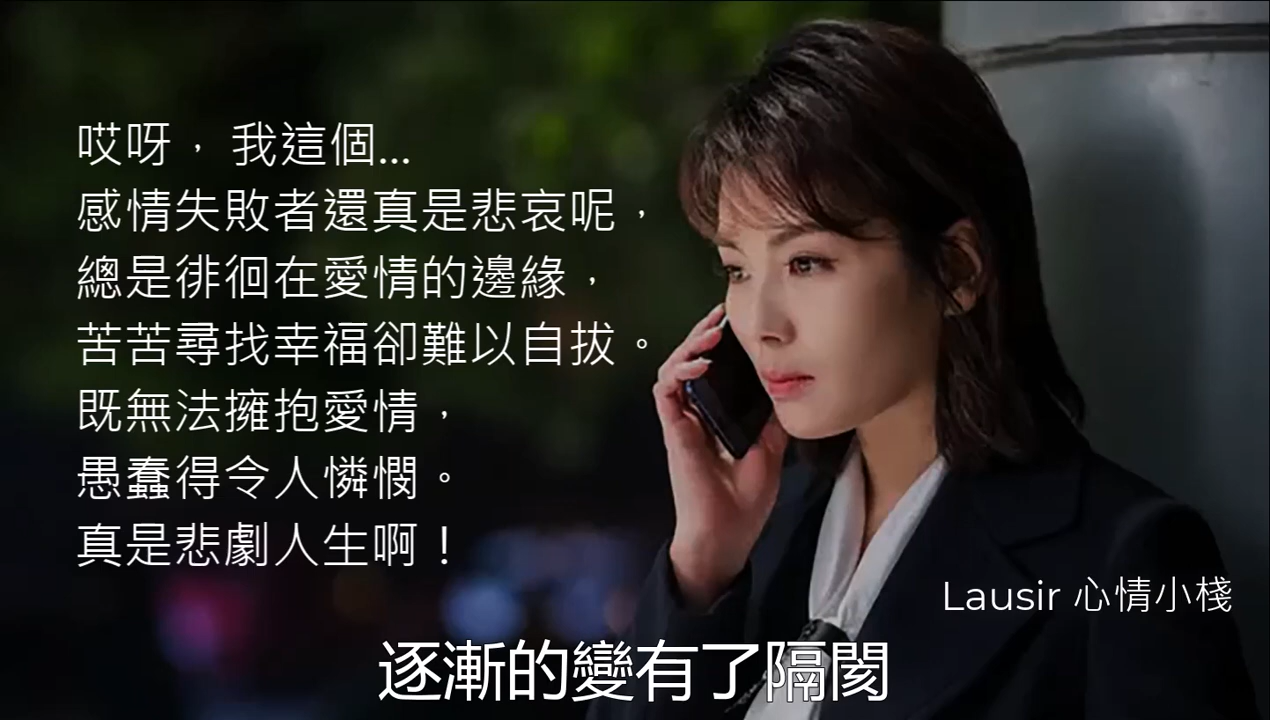 哎呀，我這個...
感情失敗者還真是悲哀呢，
總是徘徊在愛情的邊緣，
苦苦尋找幸福卻難以自拔。
既無法擁抱愛情，
愚蠢得令人憐憫。
真是悲劇人生啊！
Lausir 心情小棧
逐漸的變有了隔閡